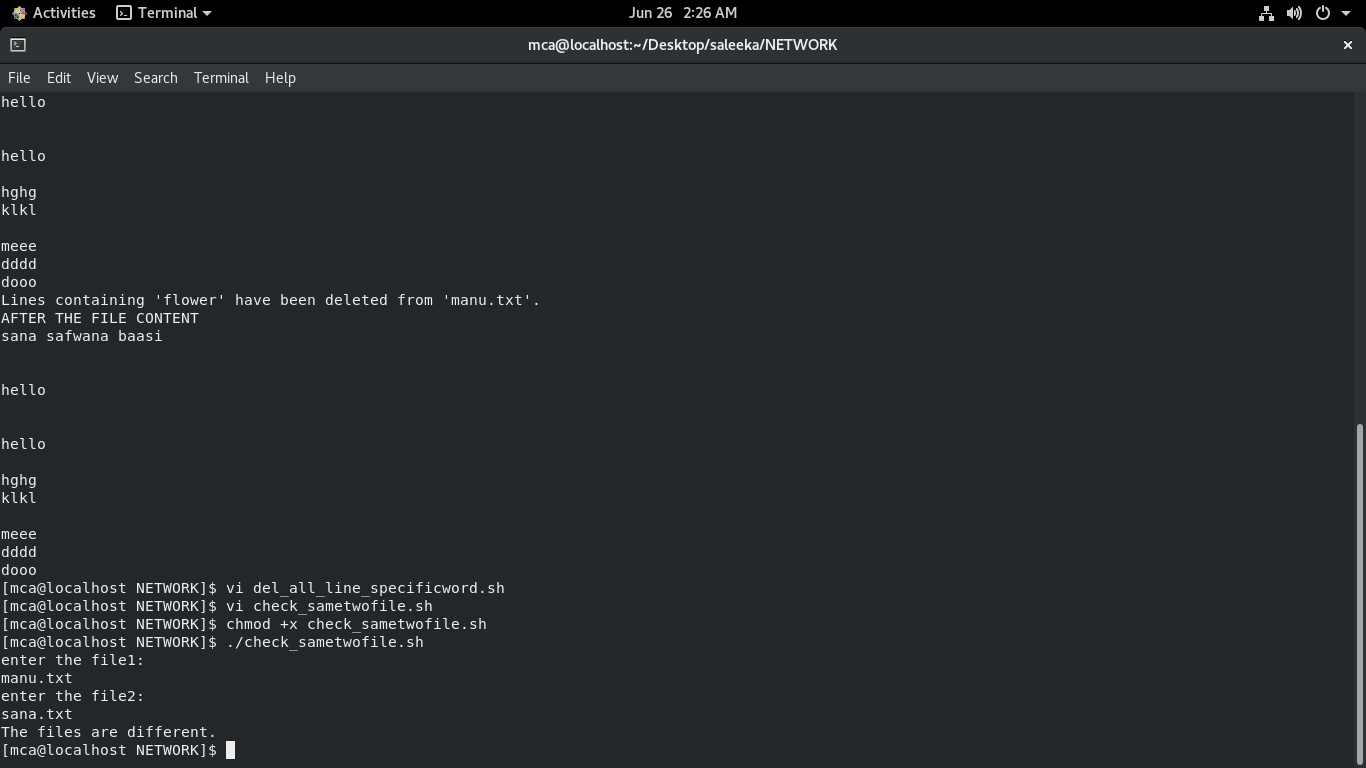 Activities Terminal Jun 26 2:26 AM
mca@localhost:~/Desktop/saleeka/NETWORK
File Edit View Search Terminal Help
hello
hello
hghg
klkl
meee
dddd
dooo
Lines containing 'flower' have been deleted from 'manu.txt'.
AFTER THE FILE CONTENT
sana safwana baasi
hello
hello
hghg
klkl
meee
dddd
dooo
[mca@localhost NETWORK]$ vi del_all_line_specificword.sh
[mca@localhost NETWORK]$ vi check_sametwofile.sh
[mca@localhost NETWORK]$ chmod +x check_sametwofile.sh
[mca@localhost NETWORK]$ ./check_sametwofile.sh
enter the file1:
manu.txt
enter the file2:
sana.txt
The files are different.
[mca@localhost NETWORK]$